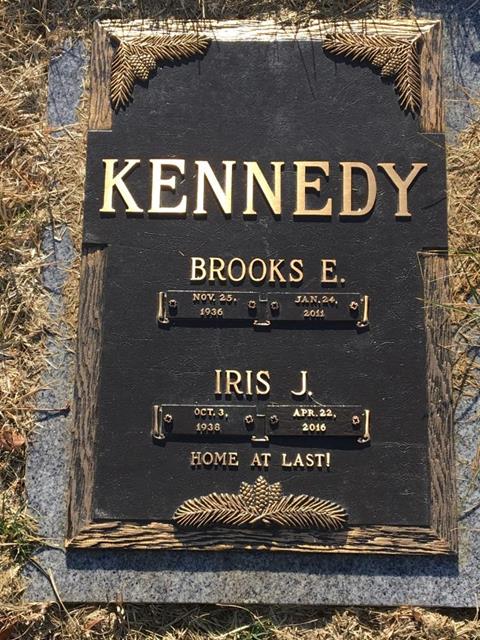 KENNEDY
BROOKS E.
NOV. 25, JAN. 24,
1936 2011
IRIS J.
OCT. 3, APR. 22,
1938 2016
HOME AT LAST!